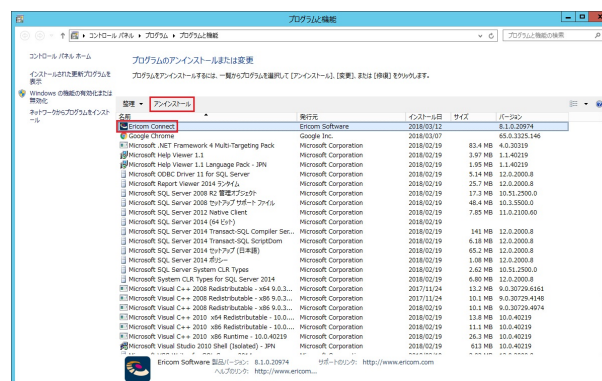 プログラムと機能
コントロール パネル ▸ プログラム ▸ プログラムと機能
プログラムと機能の検索
コントロール パネル ホーム
インストールされた更新プログラムを
表示
Windows の機能の有効化または
無効化
ネットワークからプログラムをインスト
ール
プログラムのアンインストールまたは変更
プログラムをアンインストールするには、一覧からプログラムを選択して [アンインストール]、[変更]、または [修復] をクリックします。
整理 ▾ アンインストール
名前 発行元 インストール日 サイズ バージョン
Ericom Connect Ericom Software 2018/03/12 8.1.0.20974
Google Chrome Google Inc. 2018/03/07 65.0.3325.146
Microsoft .NET Framework 4 Multi-Targeting Pack Microsoft Corporation 2018/02/19 83.4 MB 4.0.30319
Microsoft Help Viewer 1.1 Microsoft Corporation 2018/02/19 3.97 MB 1.1.40219
Microsoft Help Viewer 1.1 Language Pack - JPN Microsoft Corporation 2018/02/19 1.95 MB 1.1.40219
Microsoft ODBC Driver 11 for SQL Server Microsoft Corporation 2018/02/19 5.14 MB 12.0.2000.8
Microsoft Report Viewer 2014 ランタイム Microsoft Corporation 2018/02/19 25.7 MB 12.0.2000.8
Microsoft SQL Server 2008 R2 管理オブジェクト Microsoft Corporation 2018/02/19 17.3 MB 10.51.2500.0
Microsoft SQL Server 2008 セットアップ サポート ファイル Microsoft Corporation 2018/02/19 48.4 MB 10.3.5500.0
Microsoft SQL Server 2012 Native Client Microsoft Corporation 2018/02/19 7.85 MB 11.0.2100.60
Microsoft SQL Server 2014 (64 ビット) Microsoft Corporation 2018/02/19
Microsoft SQL Server 2014 Transact-SQL Compiler Ser... Microsoft Corporation 2018/02/19 141 MB 12.0.2000.8
Microsoft SQL Server 2014 Transact-SQL ScriptDom Microsoft Corporation 2018/02/19 6.18 MB 12.0.2000.8
Microsoft SQL Server 2014 セットアップ (日本語) Microsoft Corporation 2018/02/19 65.2 MB 12.0.2000.8
Microsoft SQL Server 2014 ポリシー Microsoft Corporation 2018/02/19 1.08 MB 12.0.2000.8
Microsoft SQL Server System CLR Types Microsoft Corporation 2018/02/19 2.62 MB 10.51.2500.0
Microsoft System CLR Types for SQL Server 2014 Microsoft Corporation 2018/02/19 6.80 MB 12.0.2000.8
Microsoft Visual C++ 2008 Redistributable - x64 9.0.3... Microsoft Corporation 2017/11/24 13.2 MB 9.0.30729.6161
Microsoft Visual C++ 2008 Redistributable - x86 9.0.3... Microsoft Corporation 2017/11/24 10.1 MB 9.0.30729.4148
Microsoft Visual C++ 2008 Redistributable - x86 9.0.3... Microsoft Corporation 2018/02/19 10.1 MB 9.0.30729.4974
Microsoft Visual C++ 2010 x64 Redistributable - 10.0.... Microsoft Corporation 2018/02/19 13.8 MB 10.0.40219
Microsoft Visual C++ 2010 x86 Redistributable - 10.0.... Microsoft Corporation 2018/02/19 11.1 MB 10.0.40219
Microsoft Visual C++ 2010 x86 Runtime - 10.0.40219 Microsoft Corporation 2018/02/19 26.3 MB 10.0.40219
Microsoft Visual Studio 2010 Shell (Isolated) - JPN Microsoft Corporation 2018/02/19 613 MB 10.0.40219
Ericom Software 製品バージョン: 8.1.0.20974 サポートのリンク: http://www.ericom.com
ヘルプのリンク: http://www.ericom...